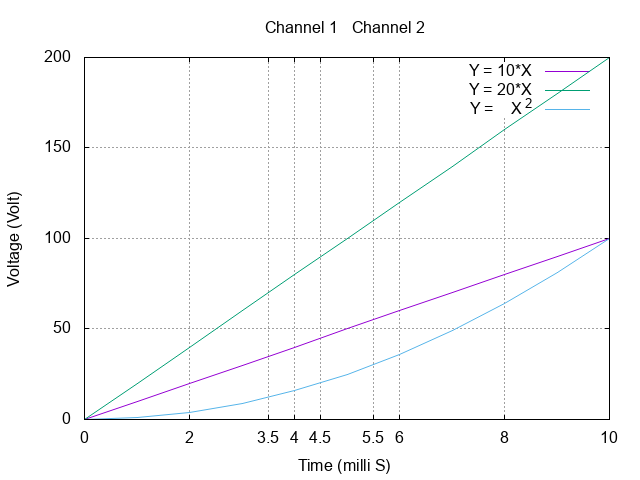 Channel 1 Channel 2
200
150
100
50
0
Y = 10*X
Y = 20*X
Y = X²
Voltage (Volt)
0 2 3.5 4 4.5 5.5 6 8 10
Time (milli S)